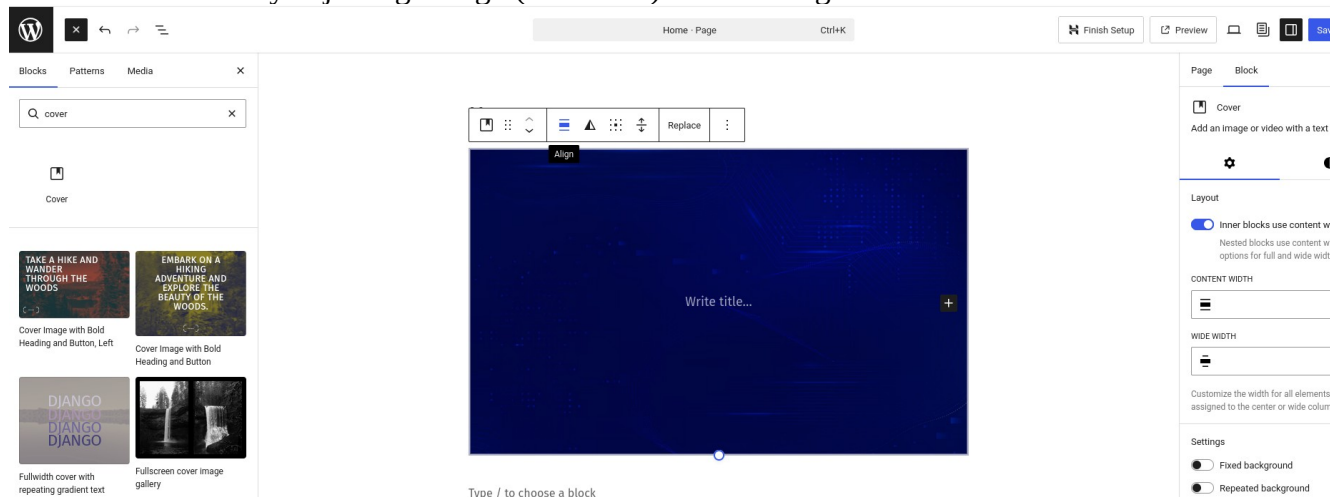 Home · Page
Ctrl+K
Finish Setup
Preview
Sav
Blocks
Patterns
Media
cover
Cover
TAKE A HIKE AND
WANDER
THROUGH THE
WOODS
Cover Image with Bold
Heading and Button, Left
EMBARK ON A
HIKING
ADVENTURE AND
EXPLORE THE
BEAUTY OF THE
WOODS.
Cover Image with Bold
Heading and Button
DJANGO
DJANGO
DJANGO
DJANGO
Fullwidth cover with
repeating gradient text
Fullscreen cover image
gallery
Replace
Align
Write title...
Type / to choose a block
Page
Block
Cover
Add an image or video with a text
Layout
Inner blocks use content w
Nested blocks use content w
options for full and wide widt
CONTENT WIDTH
WIDE WIDTH
Customize the width for all elements
assigned to the center or wide colum
Settings
Fixed background
Repeated background